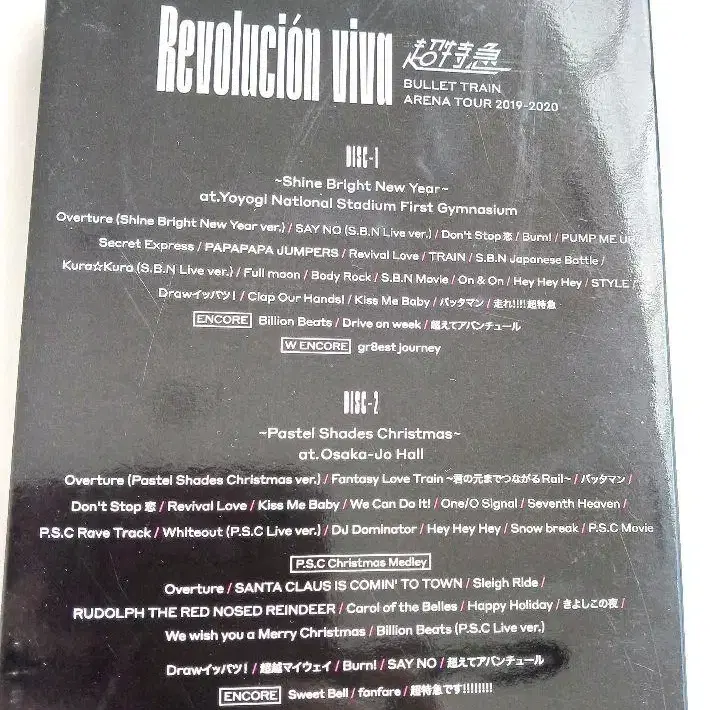 Revolución viva 超特急
BULLET TRAIN
ARENA TOUR 2019-2020
DISC-1
~Shine Bright New Year~
at.Yoyogi National Stadium First Gymnasium
Overture (Shine Bright New Year ver.) / SAY NO (S.B.N Live ver.) / Don't Stop 恋 / Burn! / PUMP ME UP
Secret Express / PAPAPAPA JUMPERS / Revival Love / TRAIN / S.B.N Japanese Battle /
Kura☆Kura (S.B.N Live ver.) / Full moon / Body Rock / S.B.N Movie / On & On / Hey Hey Hey / STYLE /
Drawイッパツ! / Clap Our Hands! / Kiss Me Baby / バッタマン / 走れ!!!!超特急
ENCORE Billion Beats / Drive on week / 超えてアバンチュール
W ENCORE gr8est journey
DISC-2
~Pastel Shades Christmas~
at.Osaka-Jo Hall
Overture (Pastel Shades Christmas ver.) / Fantasy Love Train ~君の元までつながるRail~ / バッタマン /
Don't Stop 恋 / Revival Love / Kiss Me Baby / We Can Do It! / One/O Signal / Seventh Heaven /
P.S.C Rave Track / Whiteout (P.S.C Live ver.) / DJ Dominator / Hey Hey Hey / Snow break / P.S.C Movie
P.S.C Christmas Medley
Overture / SANTA CLAUS IS COMIN' TO TOWN / Sleigh Ride /
RUDOLPH THE RED NOSED REINDEER / Carol of the Belles / Happy Holiday / きよしこの夜 /
We wish you a Merry Christmas / Billion Beats (P.S.C Live ver.)
Drawイッパツ! / 超越マイウェイ / Burn! / SAY NO / 超えてアバンチュール
ENCORE Sweet Bell / fanfare / 超特急です!!!!!!!!